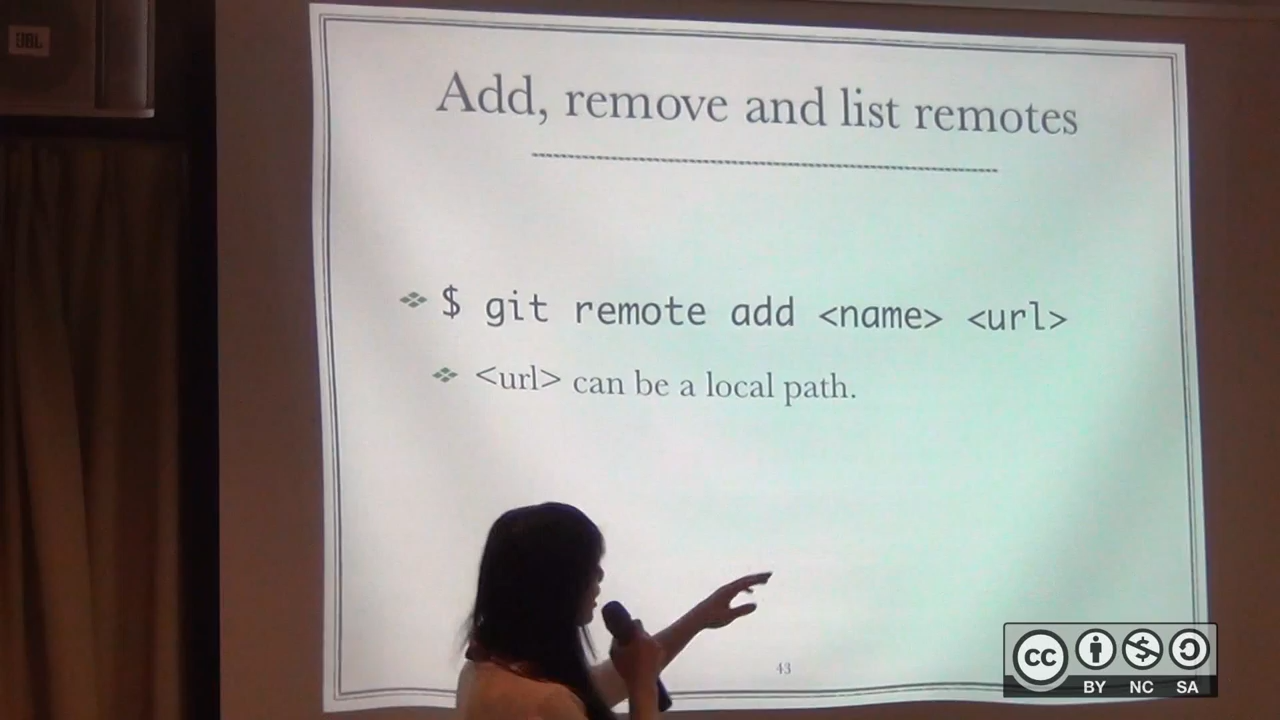 JBL
Add, remove and list remotes
$ git remote add <name> <url>
<url> can be a local path.
43
cc
BY NC SA